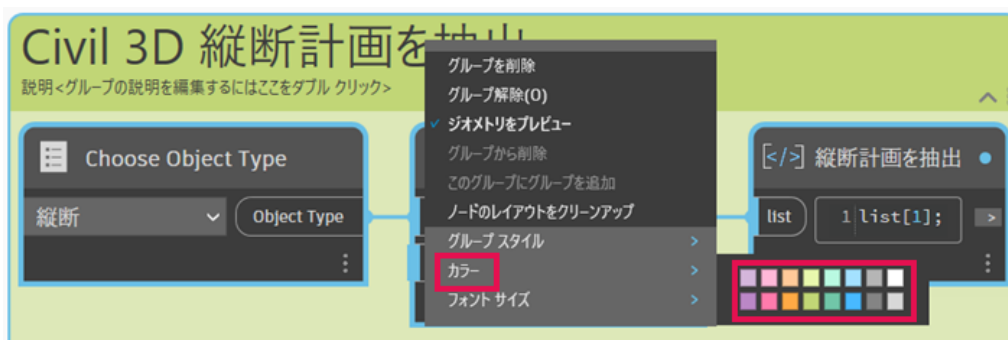 Civil 3D 縦断計画を抽出
説明<グループの説明を編集するにはここをダブル クリック>
Choose Object Type
縦断
Object Type
グループを削除
グループ解除(O)
ジオメトリをプレビュー
グループから削除
このグループにグループを追加
ノードのレイアウトをクリーンアップ
グループ スタイル
カラー
フォント サイズ
縦断計画を抽出
list
1 list[1];
>